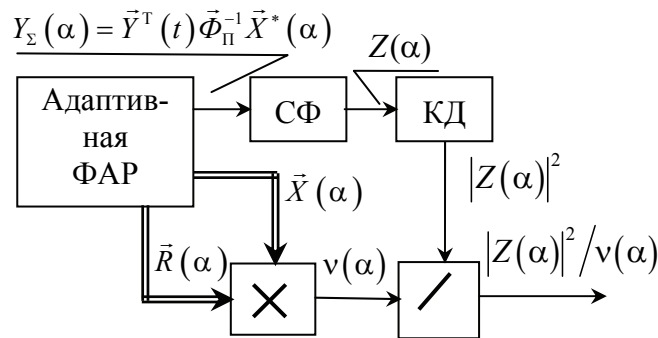 Y_Σ(α) = Y⃗ᵀ(t) Φ⃗_П⁻¹ X⃗*(α)
Z(α)
Адаптив-
ная
ФАР
СФ
КД
X⃗(α)
|Z(α)|²
R⃗(α)
ν(α)
|Z(α)|²/ν(α)